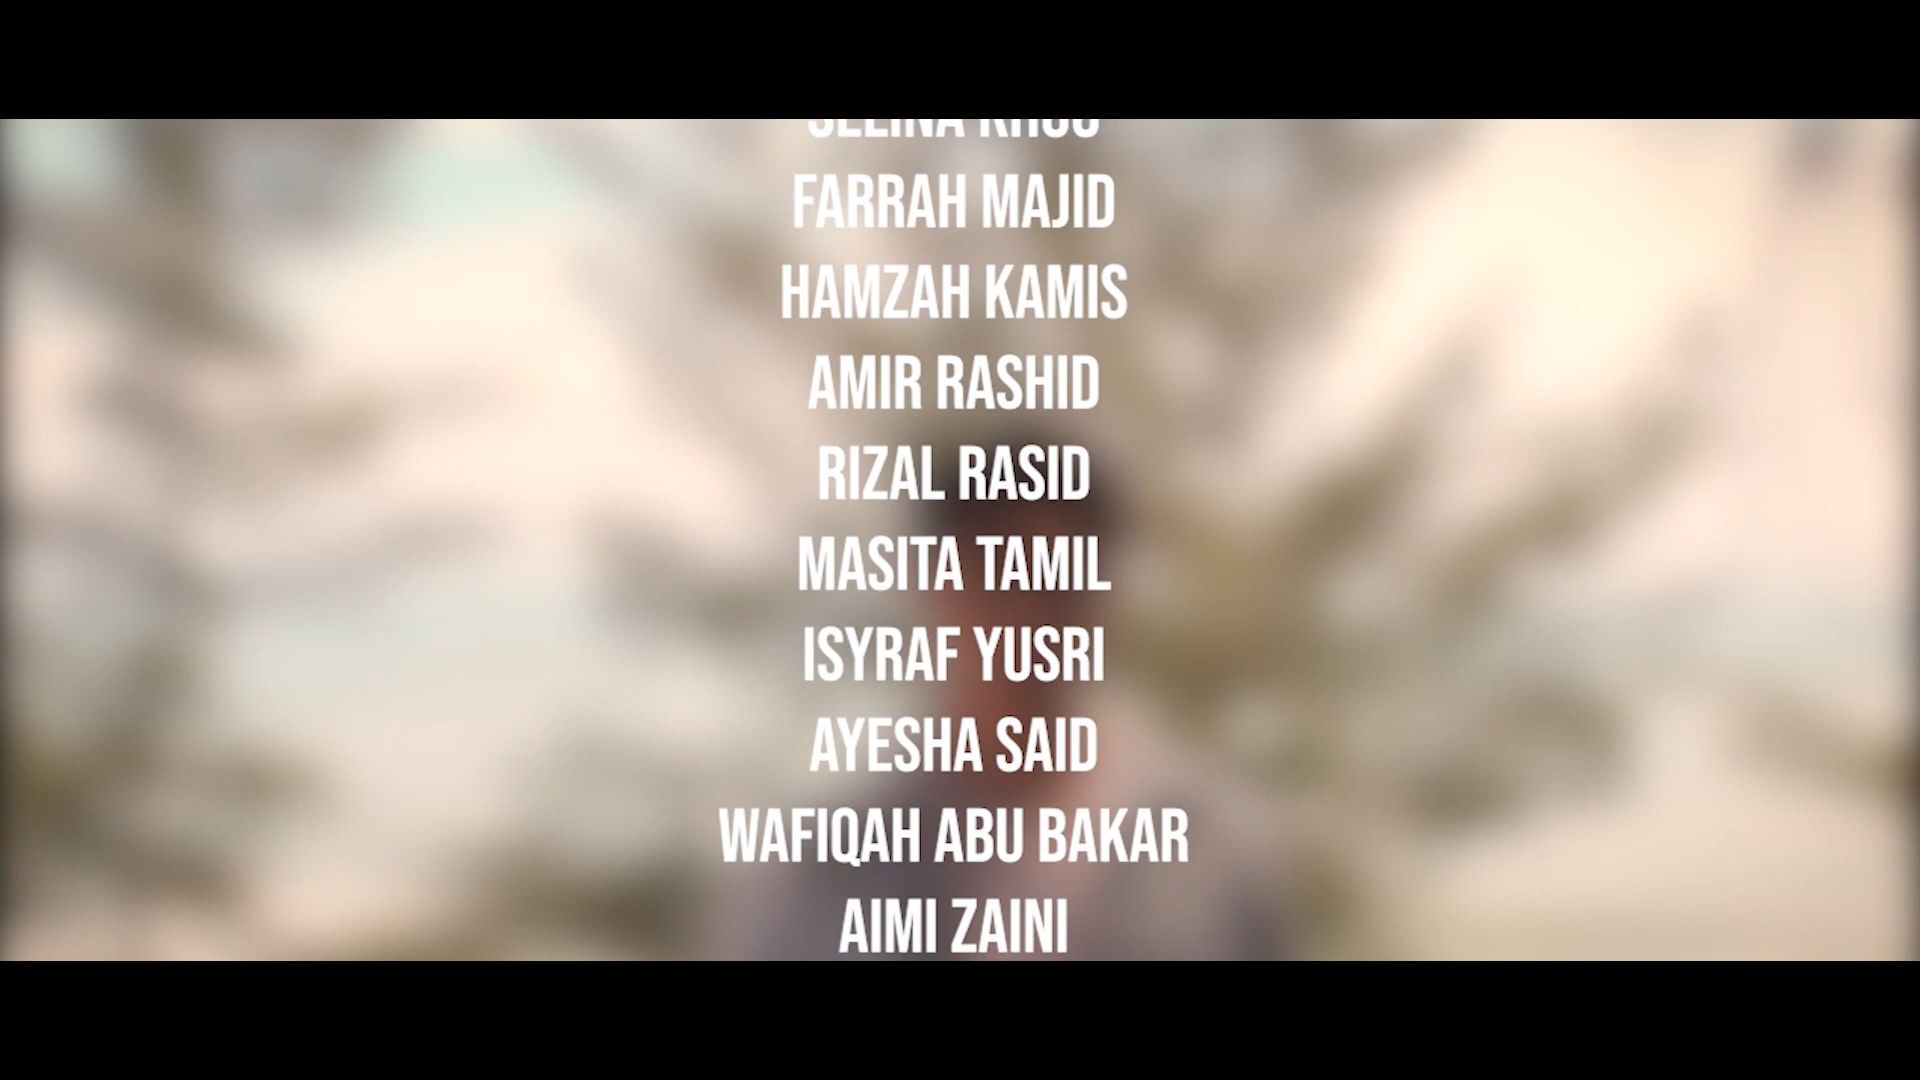 FARRAH MAJID
HAMZAH KAMIS
AMIR RASHID
RIZAL RASID
MASITA TAMIL
ISYRAF YUSRI
AYESHA SAID
WAFIQAH ABU BAKAR
AIMI ZAINI